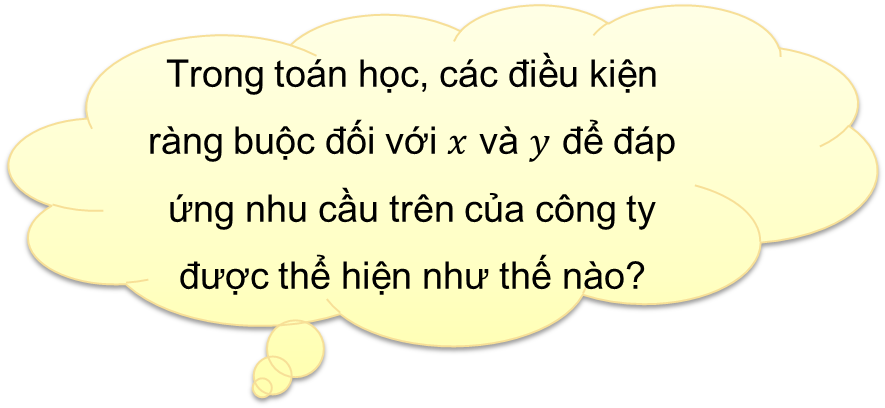 Trong toán học, các điều kiện
ràng buộc đối với 𝑥 và 𝑦 để đáp
ứng nhu cầu trên của công ty
được thể hiện như thế nào?